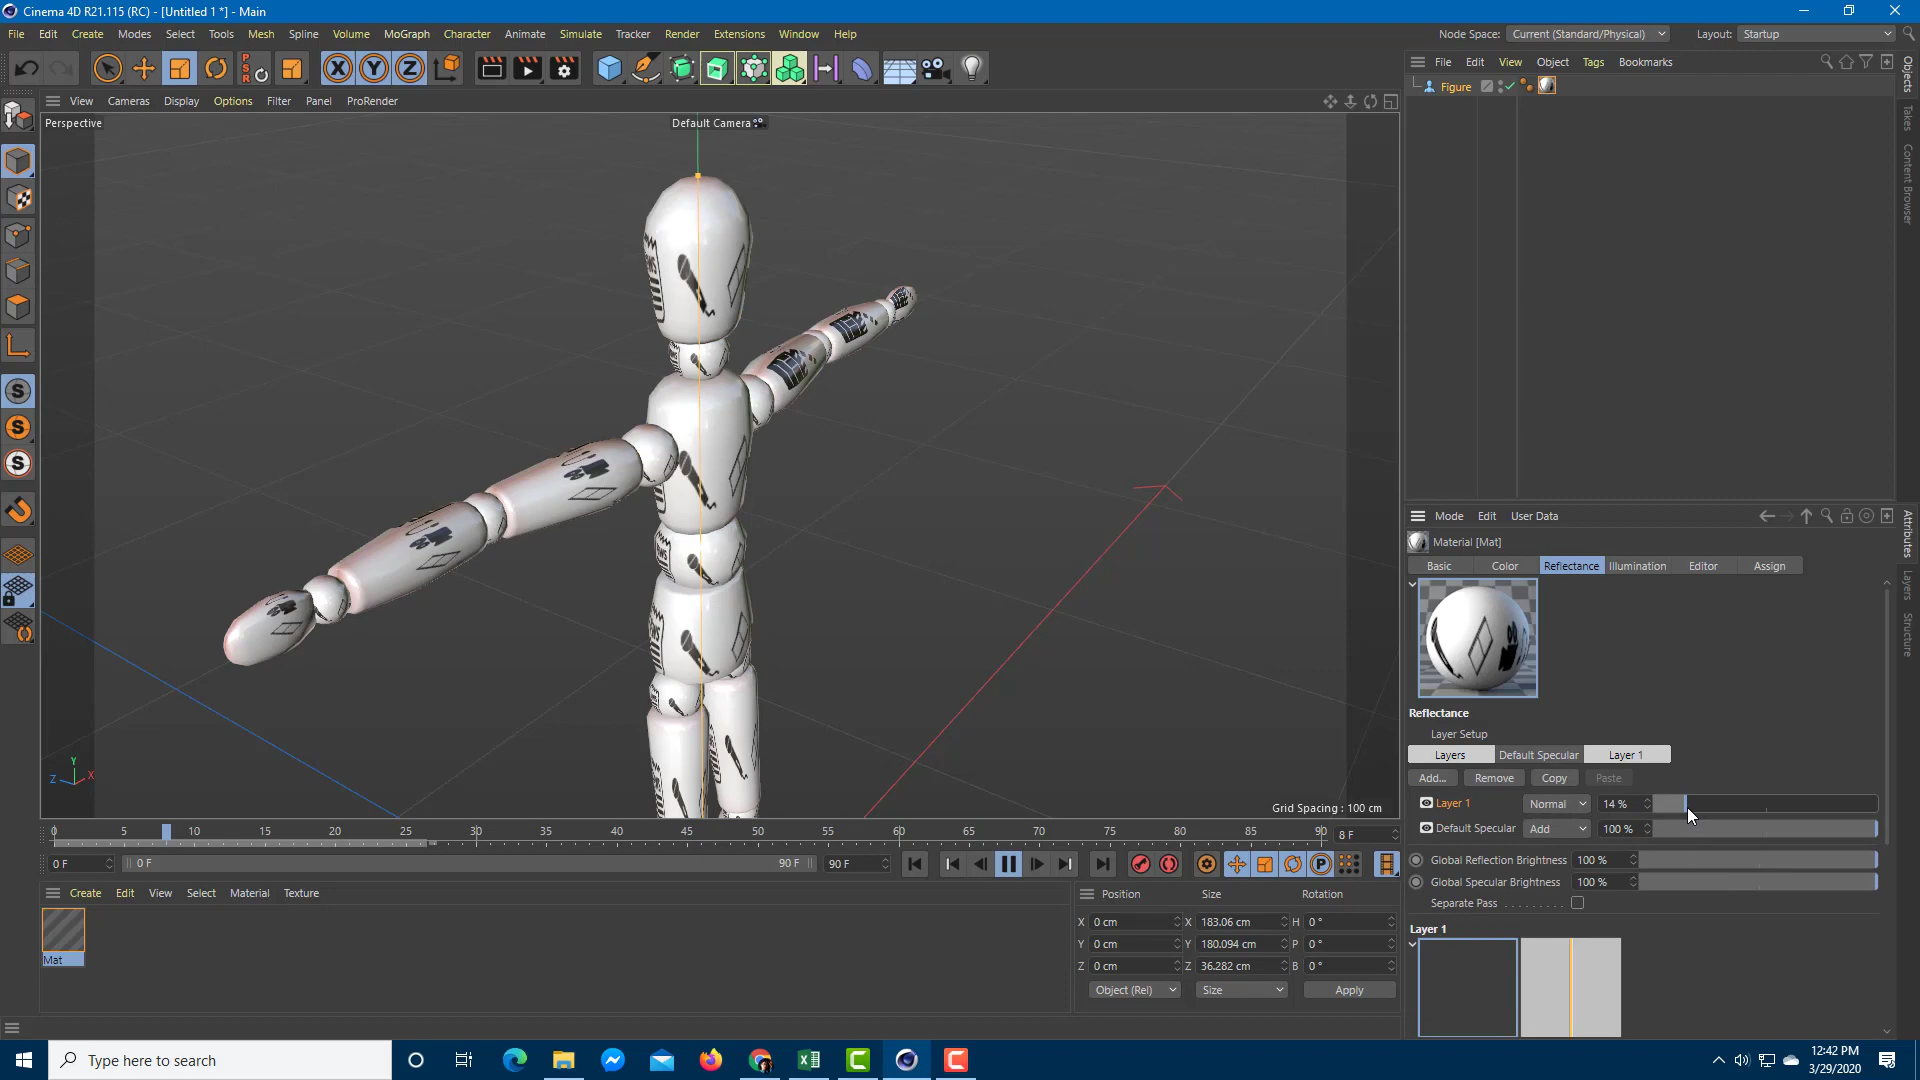 Cinema 4D R21.115 (RC) - [Untitled 1 *] - Main
File Edit Create Modes Select Tools Mesh Spline Volume MoGraph Character Animate Simulate Tracker Render Extensions Window Help
Node Space: Current (Standard/Physical) Layout: Startup
View Cameras Display Options Filter Panel ProRender
File Edit View Object Tags Bookmarks
Figure
Objects
Takes
Content Browser
Perspective
Default Camera
Grid Spacing : 100 cm
Mode Edit User Data
Material [Mat]
Basic Color Reflectance Illumination Editor Assign
Attributes
Layers
Structure
Reflectance
Layer Setup
Layers Default Specular Layer 1
Add... Remove Copy Paste
Layer 1 Normal 14 %
Default Specular Add 100 %
Global Reflection Brightness 100 %
Global Specular Brightness 100 %
Separate Pass
Layer 1
0 5 10 15 20 25 30 35 40 45 50 55 60 65 70 75 80 85 90 8 F
0 F 0 F 90 F 90 F
Create Edit View Select Material Texture
Mat
Position Size Rotation
X 0 cm X 183.06 cm H 0 °
Y 0 cm Y 180.094 cm P 0 °
Z 0 cm Z 36.282 cm B 0 °
Object (Rel) Size Apply
Type here to search
12:42 PM
3/29/2020